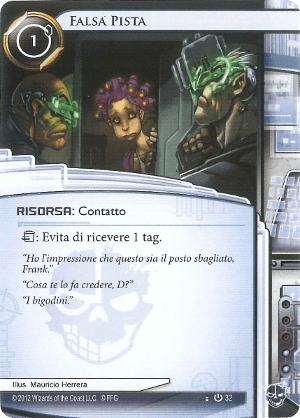 FALSA PISTA
1
RISORSA: Contatto
: Evita di ricevere 1 tag.
"Ho l'impressione che questo sia il posto sbagliato,
Frank."
"Cosa te lo fa credere, D?"
"I bigodini."
Illus. Mauricio Herrera
© 2012 Wizards of the Coast LLC. © FFG
32